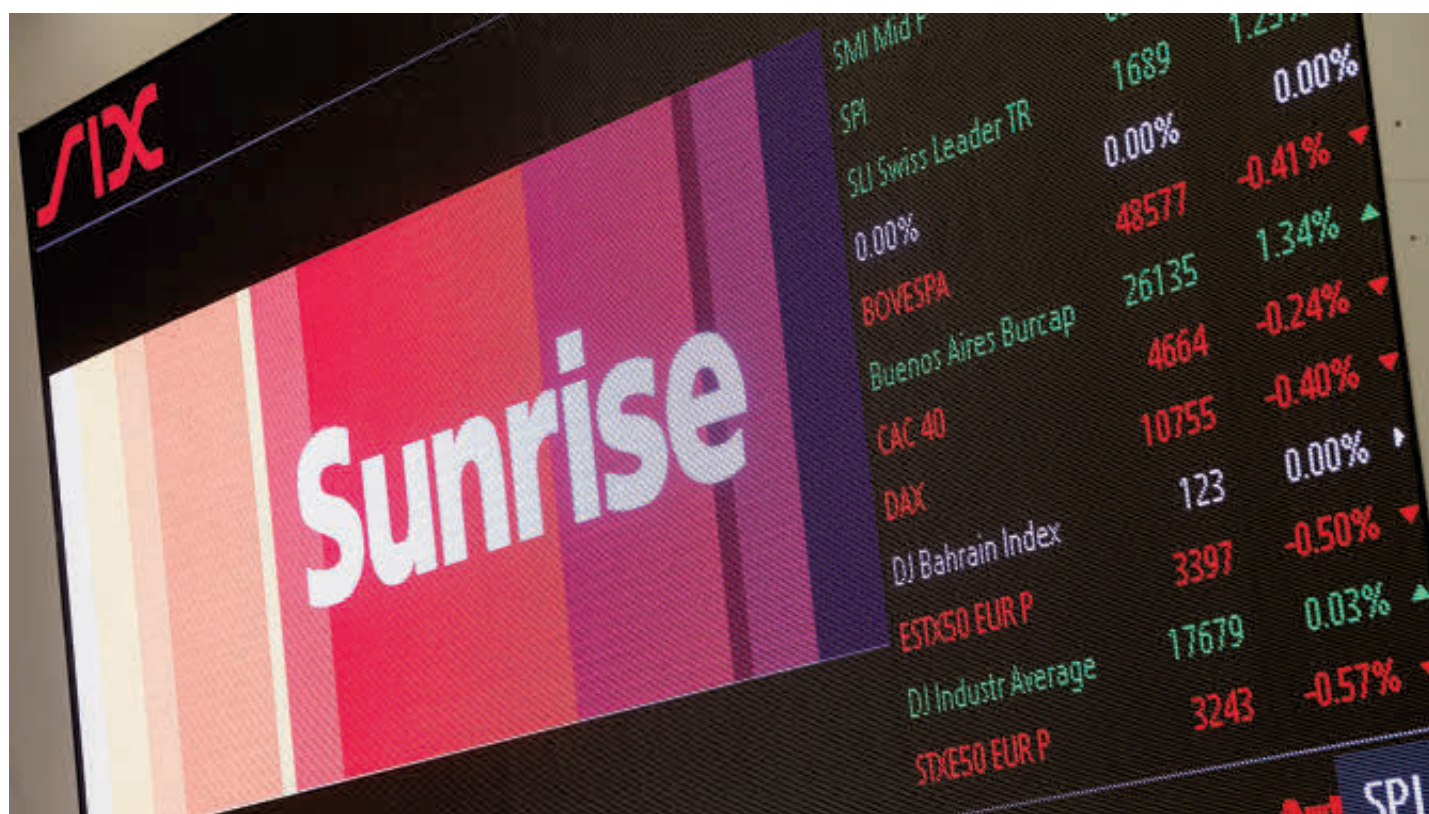 SIX
Sunrise
SMI Mid P
SPI
SLI Swiss Leader TR 1689
0.00% 0.00% 0.00%
BOVESPA 48577 -0.41%
Buenos Aires Burcap 26135 1.34%
CAC 40 4664 -0.24%
DAX 10755 -0.40%
DJ Bahrain Index 123 0.00%
ESTX50 EUR P 3397 -0.50%
DJ Industr Average 17679 0.03%
STXE50 EUR P 3243 -0.57%
SPI